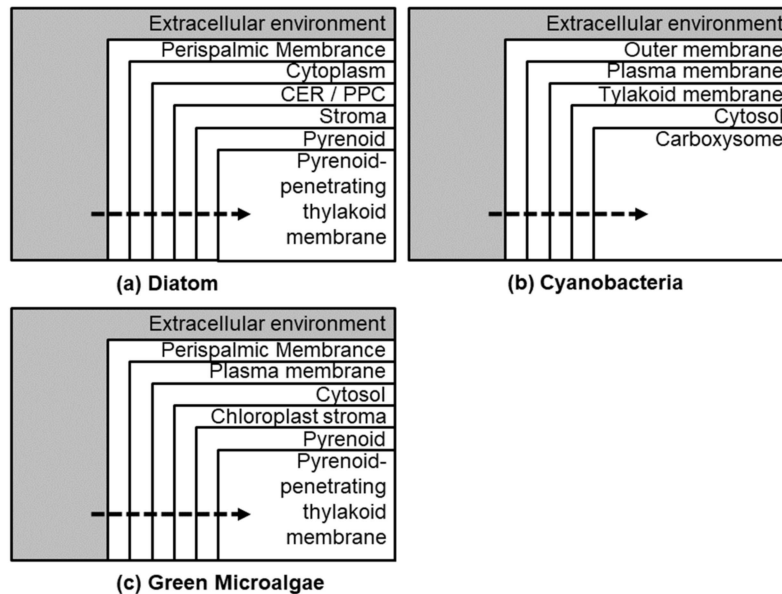 Extracellular environment
Perispalmic Membrance
Cytoplasm
CER / PPC
Stroma
Pyrenoid
Pyrenoid-
penetrating
thylakoid
membrane
(a) Diatom
Extracellular environment
Outer membrane
Plasma membrane
Tylakoid membrane
Cytosol
Carboxysome
(b) Cyanobacteria
Extracellular environment
Perispalmic Membrance
Plasma membrane
Cytosol
Chloroplast stroma
Pyrenoid
Pyrenoid-
penetrating
thylakoid
membrane
(c) Green Microalgae